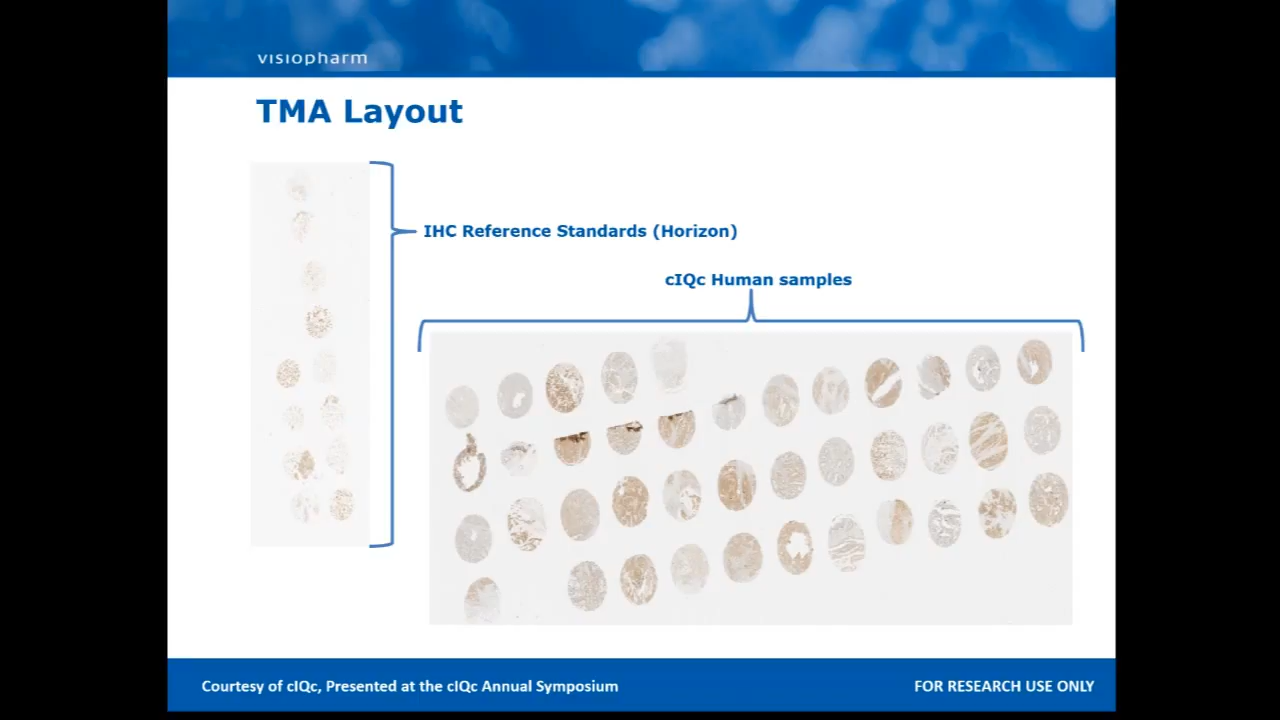 visiopharm
TMA Layout
IHC Reference Standards (Horizon)
cIQc Human samples
Courtesy of cIQc, Presented at the cIQc Annual Symposium
FOR RESEARCH USE ONLY